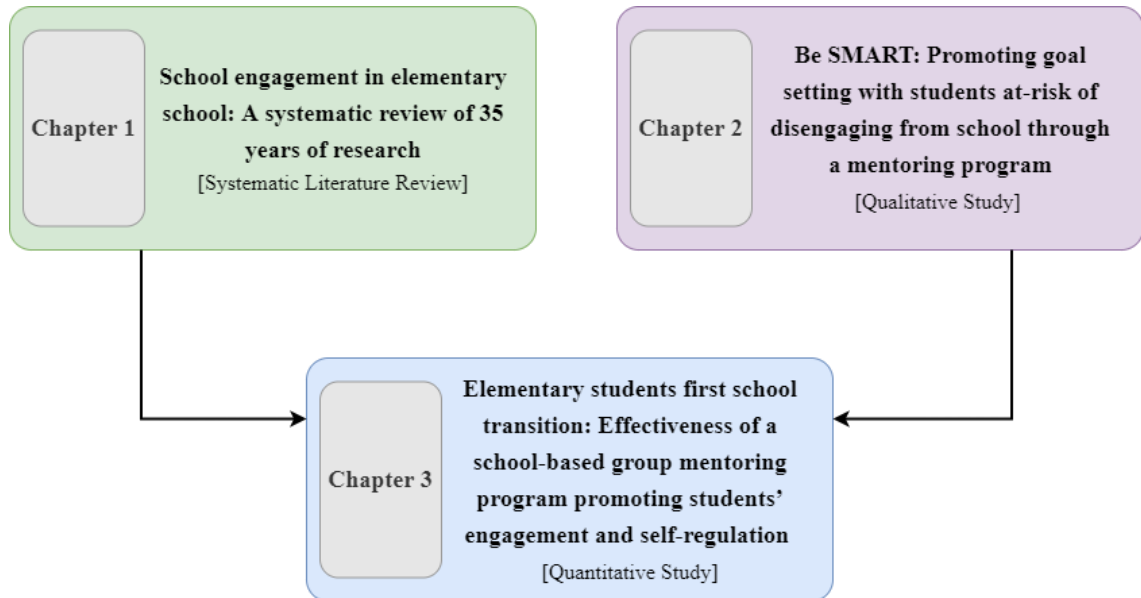 Chapter 1
School engagement in elementary
school: A systematic review of 35
years of research
[Systematic Literature Review]
Chapter 2
Be SMART: Promoting goal
setting with students at-risk of
disengaging from school through
a mentoring program
[Qualitative Study]
Chapter 3
Elementary students first school
transition: Effectiveness of a
school-based group mentoring
program promoting students’
engagement and self-regulation
[Quantitative Study]